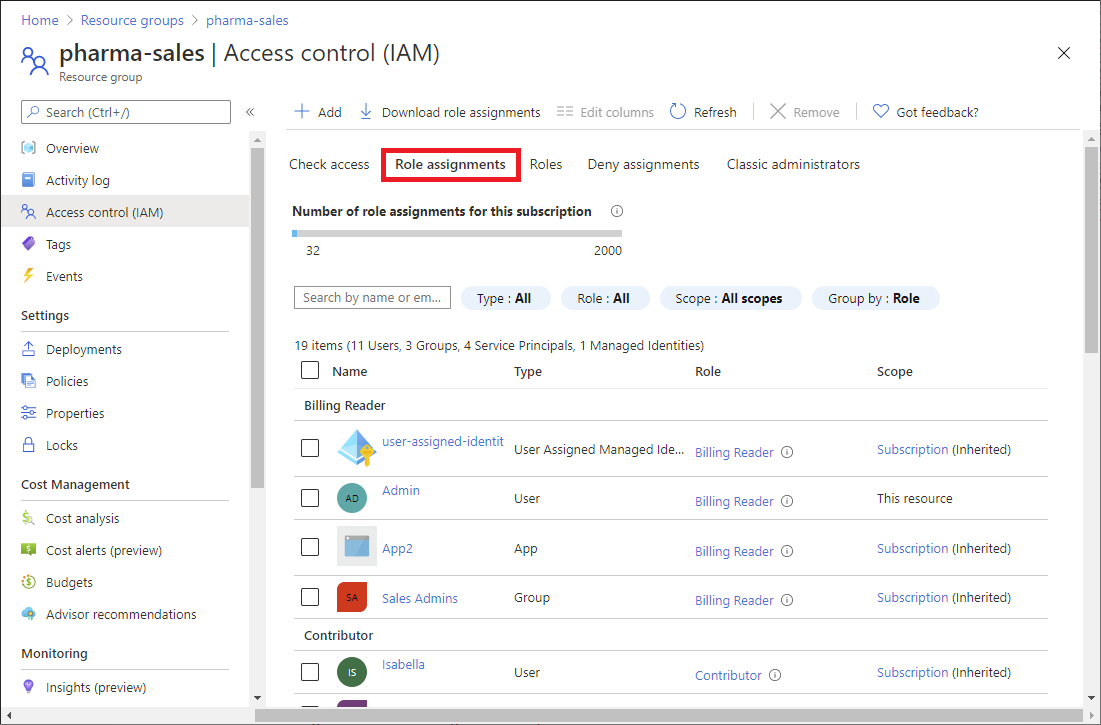 Home > Resource groups > pharma-sales
pharma-sales | Access control (IAM)
Resource group
Search (Ctrl+/)
«
Overview
Activity log
Access control (IAM)
Tags
Events
Settings
Deployments
Policies
Properties
Locks
Cost Management
Cost analysis
Cost alerts (preview)
Budgets
Advisor recommendations
Monitoring
Insights (preview)
Add Download role assignments Edit columns Refresh Remove Got feedback?
Check access Role assignments Roles Deny assignments Classic administrators
Number of role assignments for this subscription
32 2000
Search by name or em... Type : All Role : All Scope : All scopes Group by : Role
19 items (11 Users, 3 Groups, 4 Service Principals, 1 Managed Identities)
Name Type Role Scope
Billing Reader
user-assigned-identit User Assigned Managed Ide... Billing Reader Subscription (Inherited)
AD Admin User Billing Reader This resource
App2 App Billing Reader Subscription (Inherited)
SA Sales Admins Group Billing Reader Subscription (Inherited)
Contributor
IS Isabella User Contributor Subscription (Inherited)